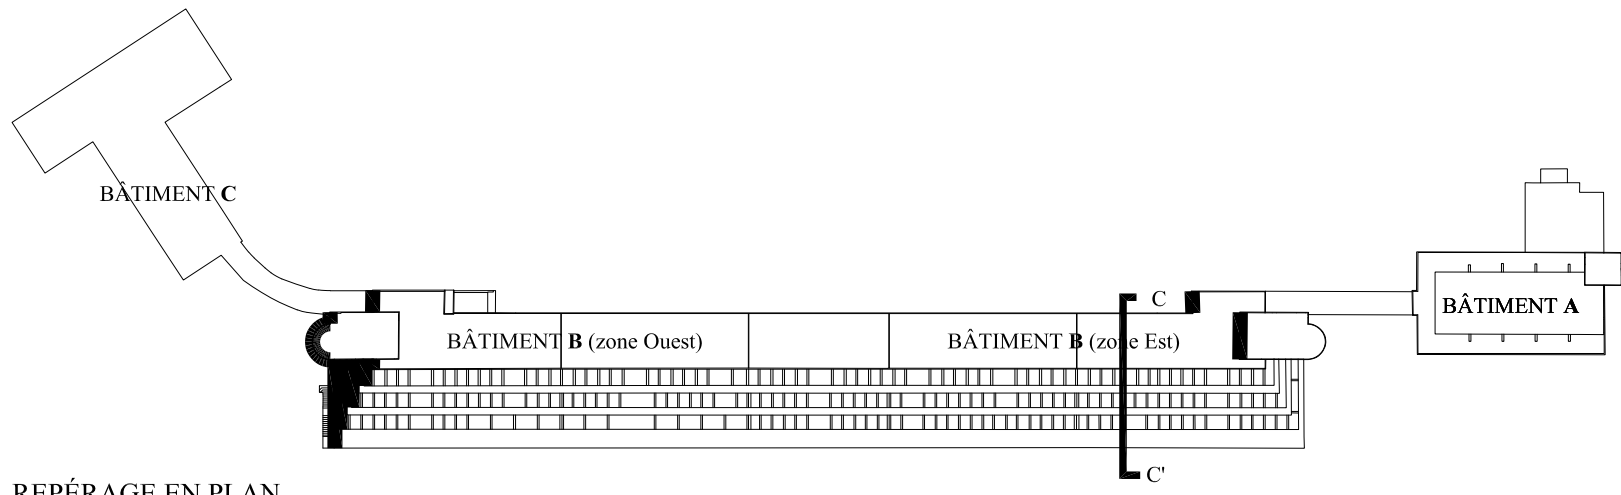 BÂTIMENT C
C
BÂTIMENT A
BÂTIMENT B (zone Ouest)
BÂTIMENT B (zone Est)
C'
REPÉRAGE EN PLAN